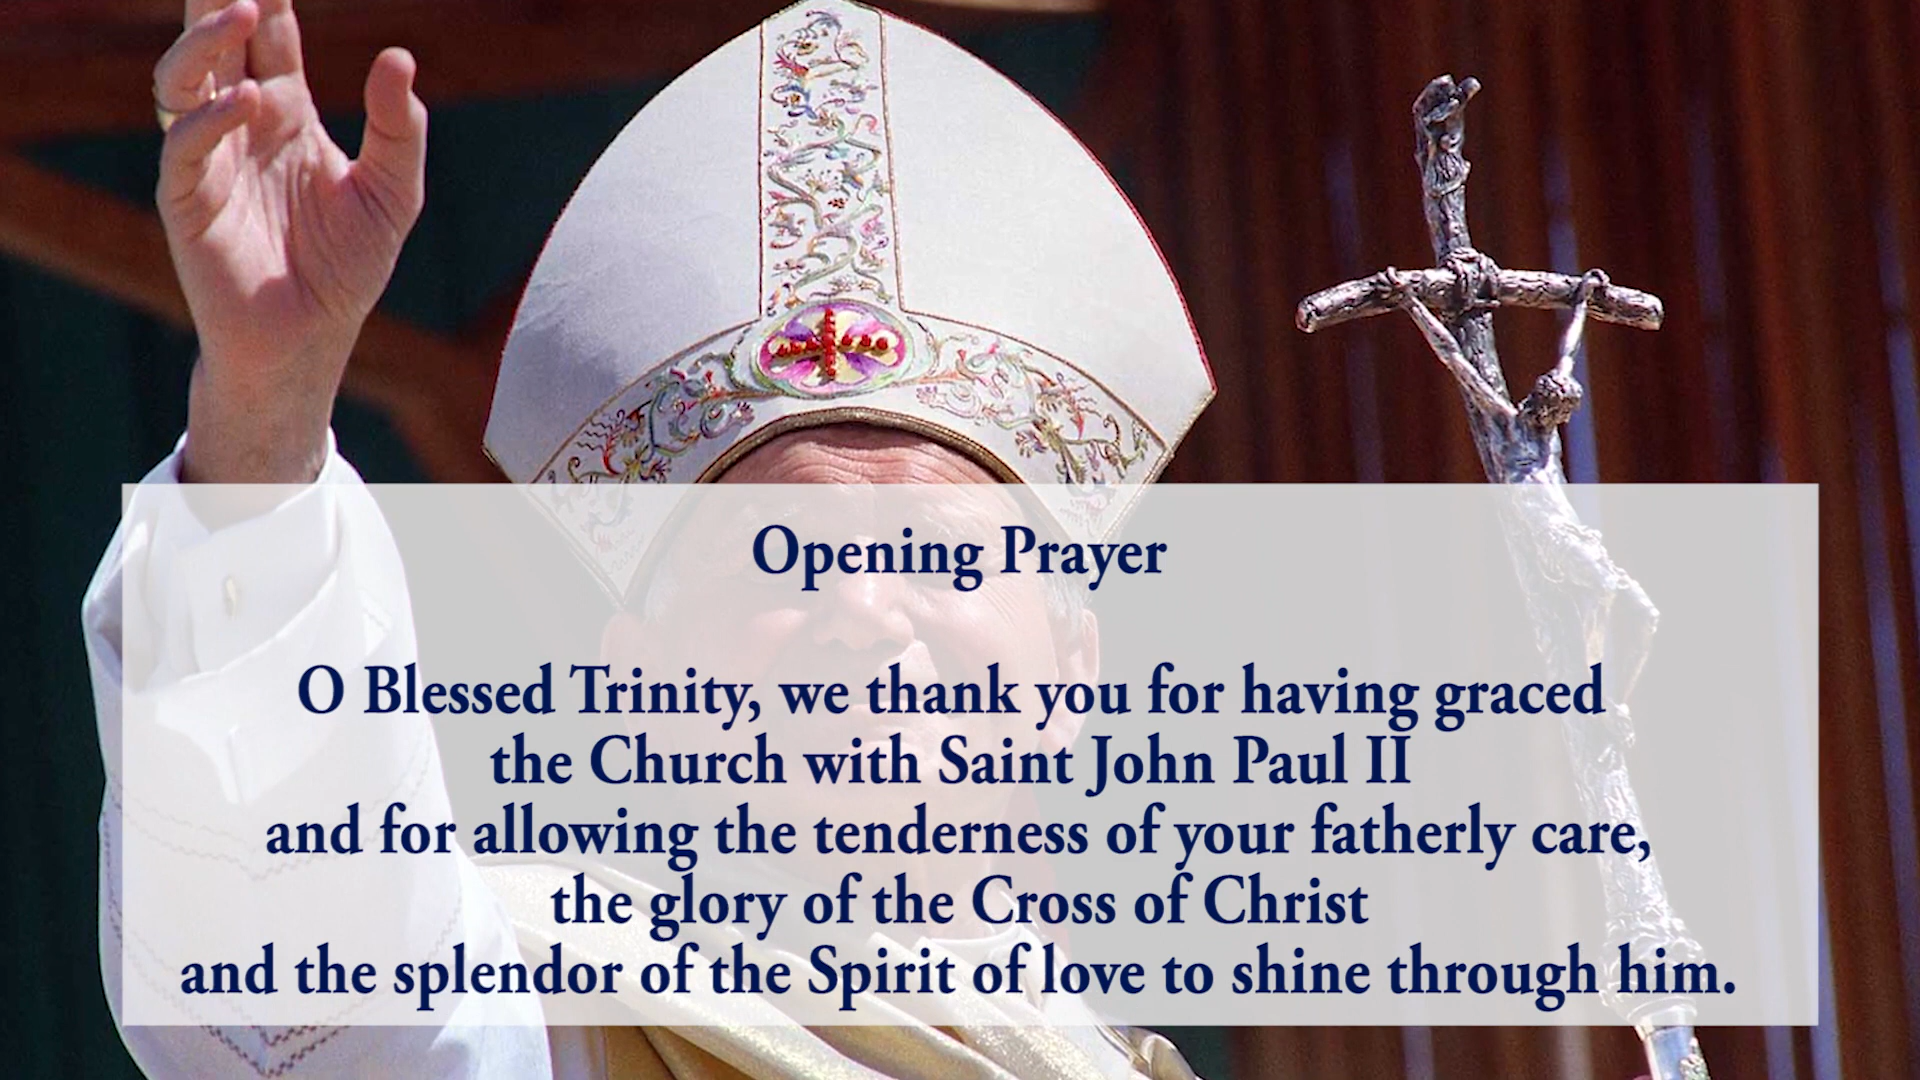 Opening Prayer
O Blessed Trinity, we thank you for having graced
the Church with Saint John Paul II
and for allowing the tenderness of your fatherly care,
the glory of the Cross of Christ
and the splendor of the Spirit of love to shine through him.